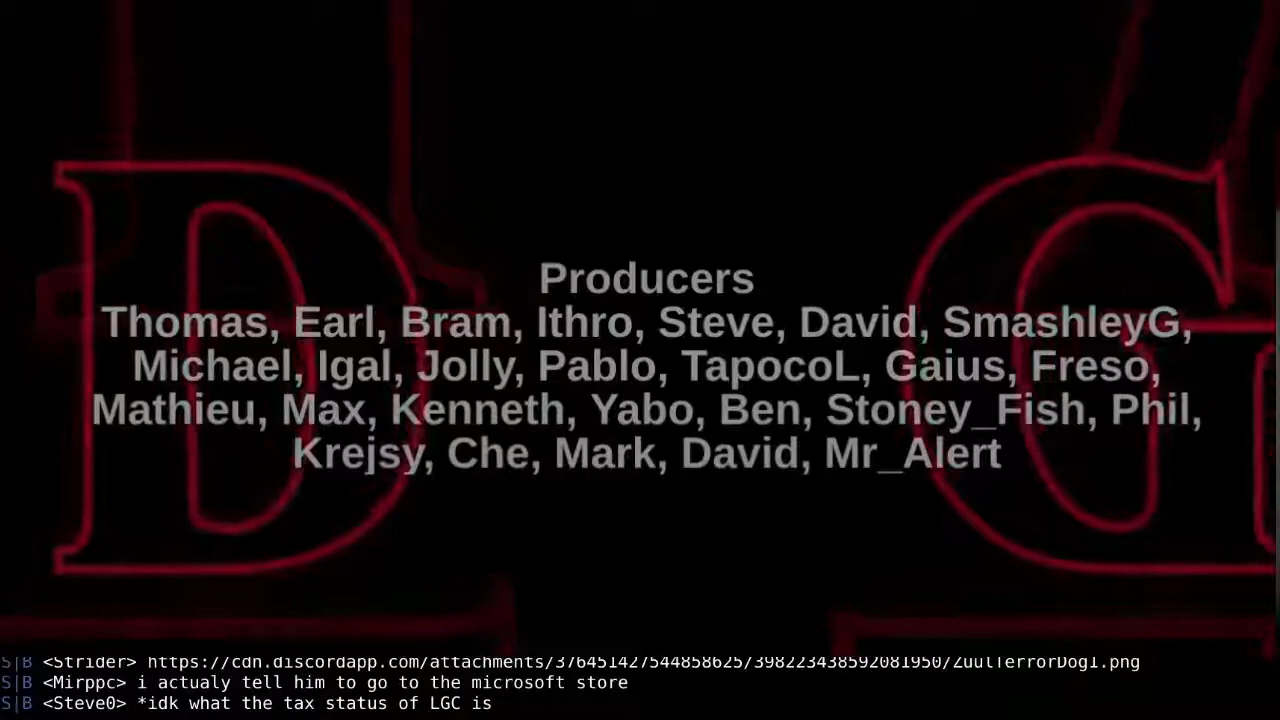 D G
Producers
Thomas, Earl, Bram, Ithro, Steve, David, SmashleyG,
Michael, Igal, Jolly, Pablo, TapocoL, Gaius, Freso,
Mathieu, Max, Kenneth, Yabo, Ben, Stoney_Fish, Phil,
Krejsy, Che, Mark, David, Mr_Alert
S|B <Strider> https://cdn.discordapp.com/attachments/376451427544858625/398223438592081950/ZuulTerrorDog1.png
S|B <Mirppc> i actualy tell him to go to the microsoft store
S|B <Steve0> *idk what the tax status of LGC is